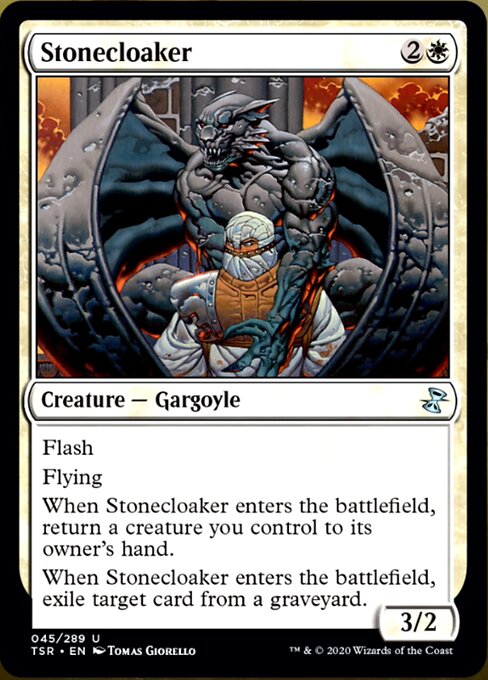 Stonecloaker 2
Creature — Gargoyle
Flash
Flying
When Stonecloaker enters the battlefield,
return a creature you control to its
owner's hand.
When Stonecloaker enters the battlefield,
exile target card from a graveyard.
3/2
045/289 U
TSR • EN Tomas Giorello
™ & © 2020 Wizards of the Coast